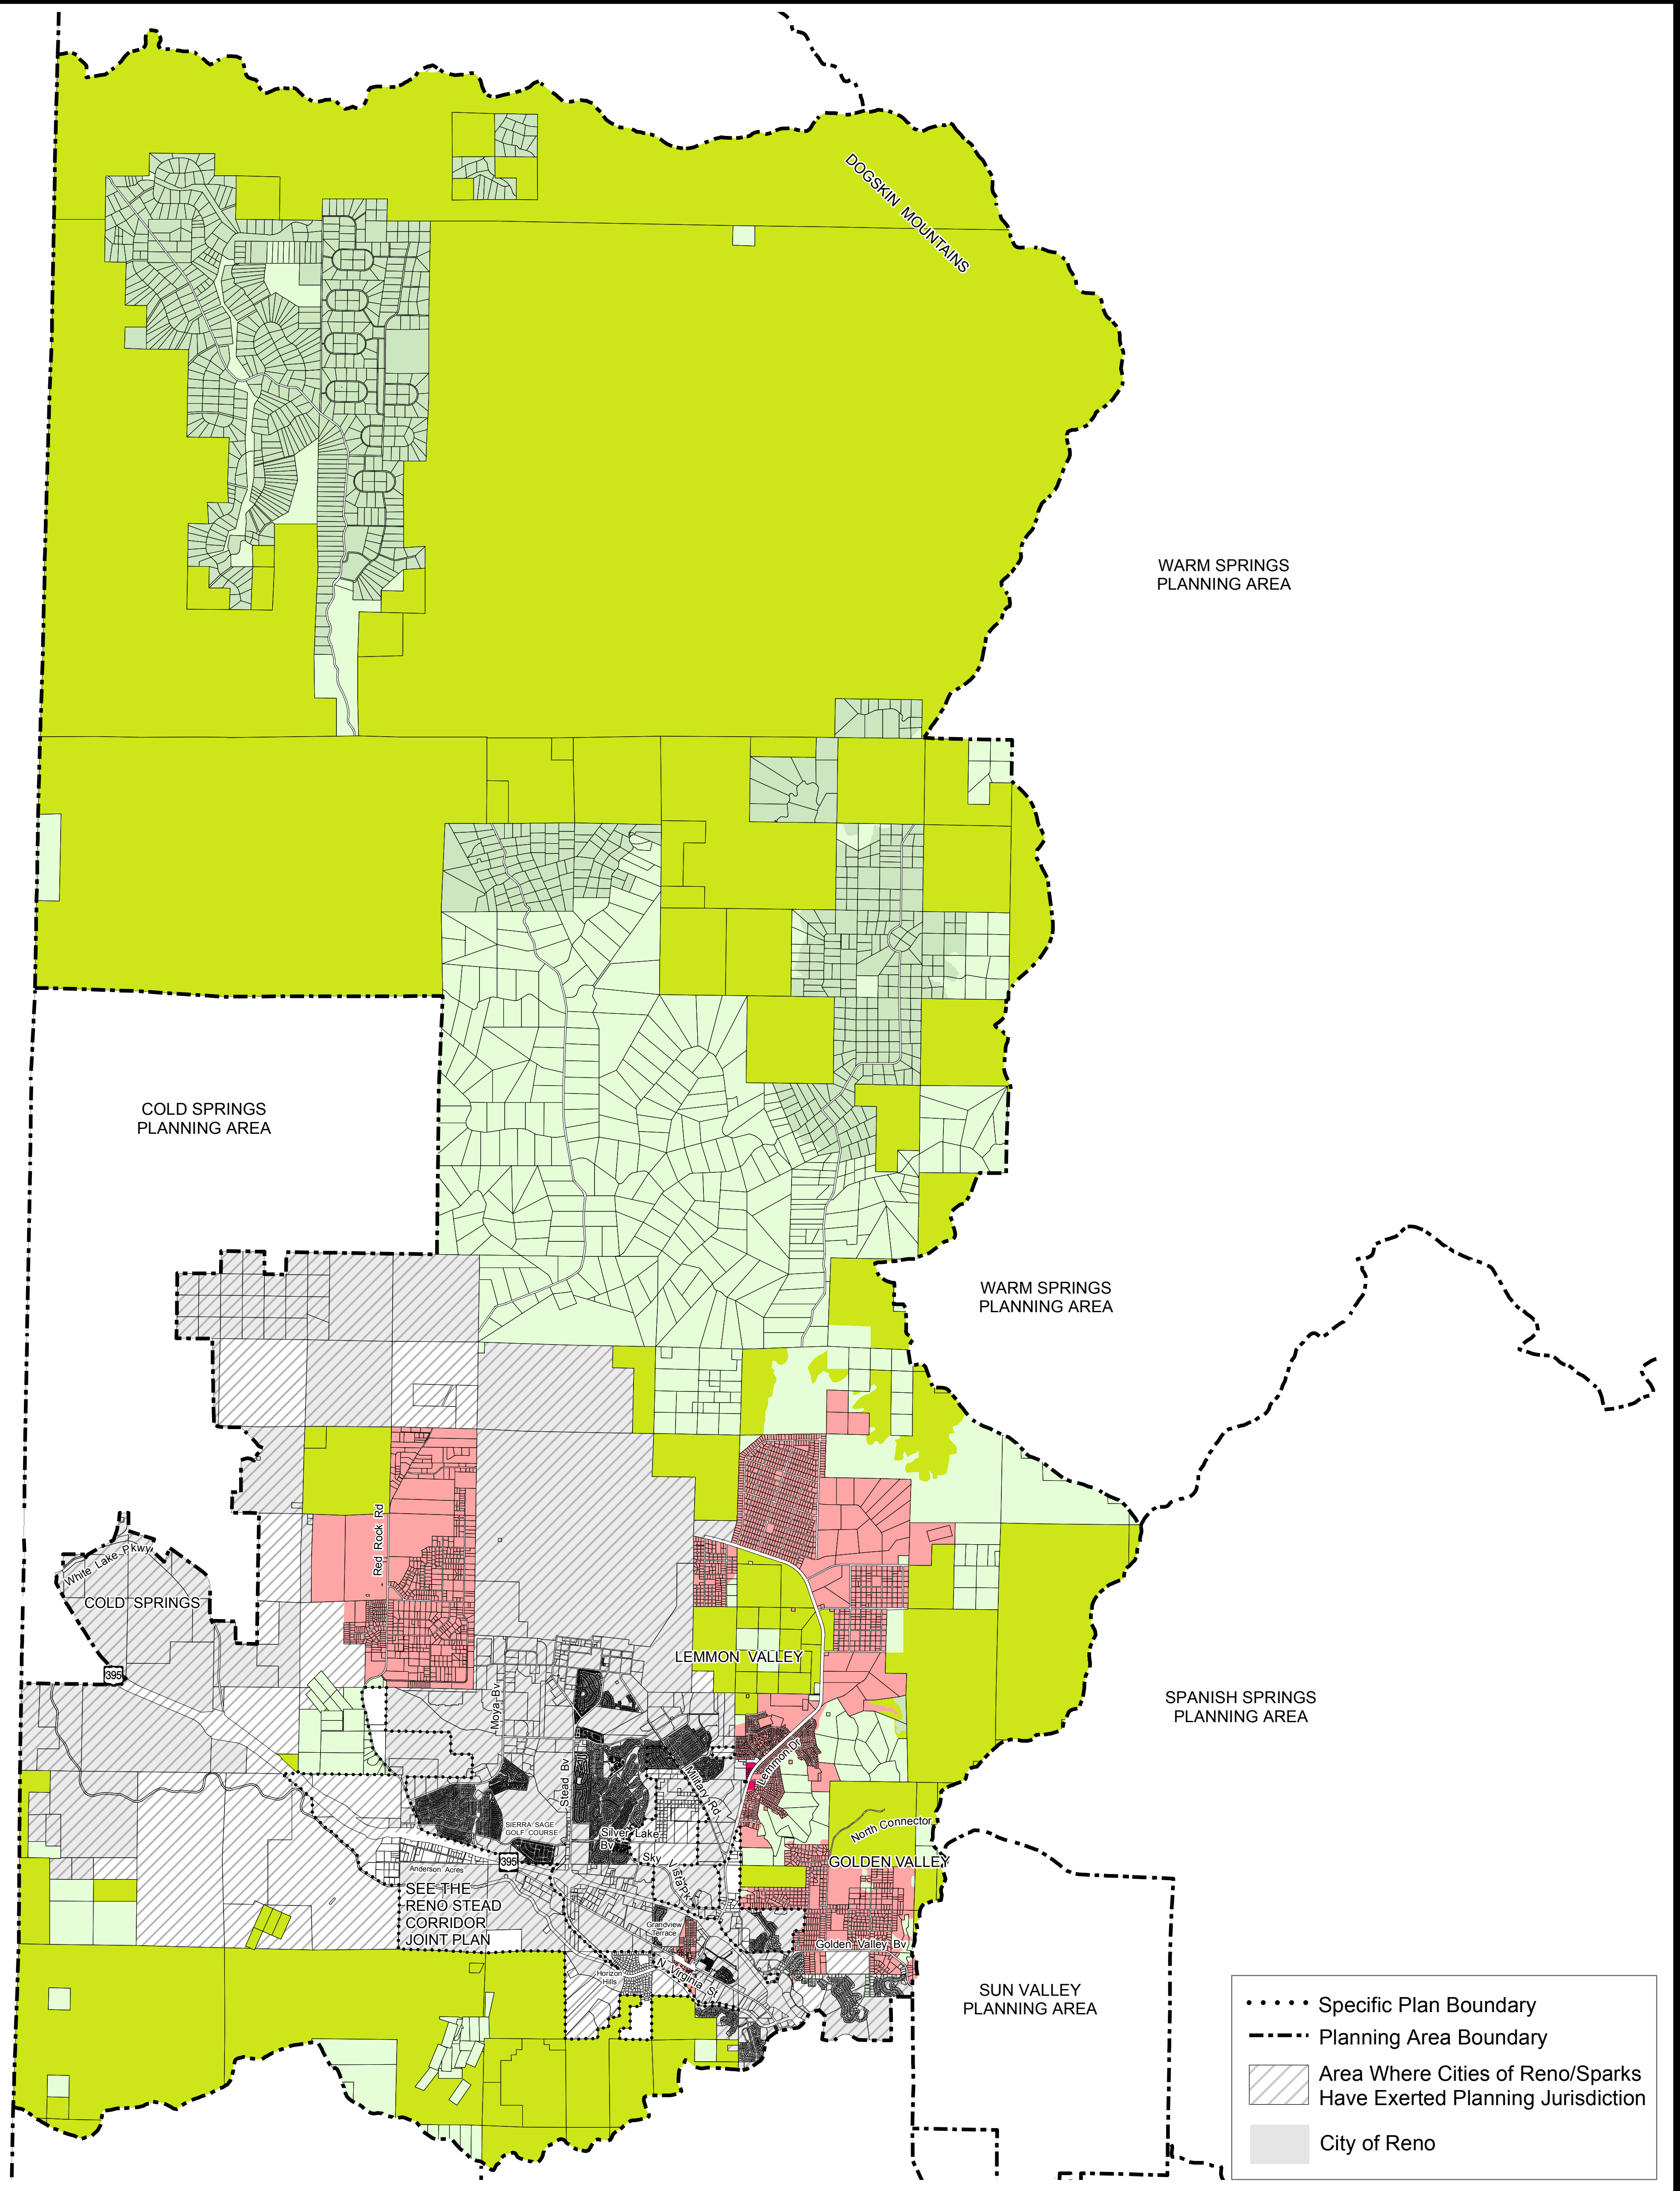 DOGSKIN MOUNTAINS
WARM SPRINGS
PLANNING AREA
COLD SPRINGS
PLANNING AREA
WARM SPRINGS
PLANNING AREA
Red Rock Rd
White Lake Pkwy
COLD SPRINGS
395
LEMMON VALLEY
SPANISH SPRINGS
PLANNING AREA
Moya Bv
Stead Bv
Lemmon Dr
Military Rd
SIERRA SAGE
GOLF COURSE
Silver Lake
Bv
North Connector
Sky Vista Pk
395
Anderson Acres
GOLDEN VALLEY
SEE THE
RENO STEAD
CORRIDOR
JOINT PLAN
Grandview
Terrace
Golden Valley Bv
Horizon
Hills
N. Virginia St
SUN VALLEY
PLANNING AREA
Specific Plan Boundary
Planning Area Boundary
Area Where Cities of Reno/Sparks
Have Exerted Planning Jurisdiction
City of Reno